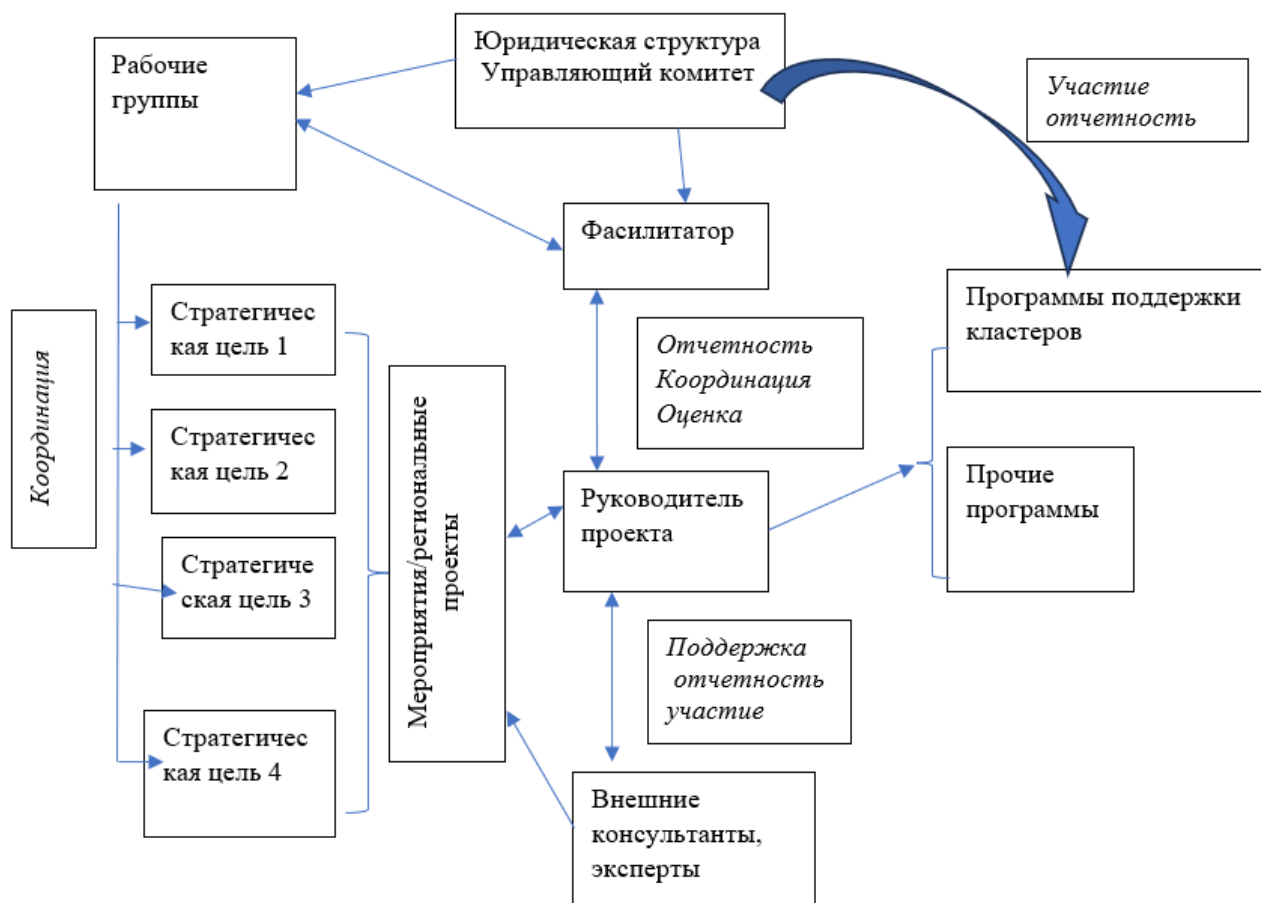 Юридическая структура
Управляющий комитет
Рабочие
группы
Участие
отчетность
Фасилитатор
Программы поддержки
кластеров
Стратегичес
кая цель 1
Координация
Отчетность
Координация
Оценка
Мероприятия/региональные
проекты
Стратегичес
кая цель 2
Прочие
программы
Руководитель
проекта
Стратегиче
ская цель 3
Поддержка
отчетность
участие
Стратегичес
кая цель 4
Внешние
консультанты,
эксперты